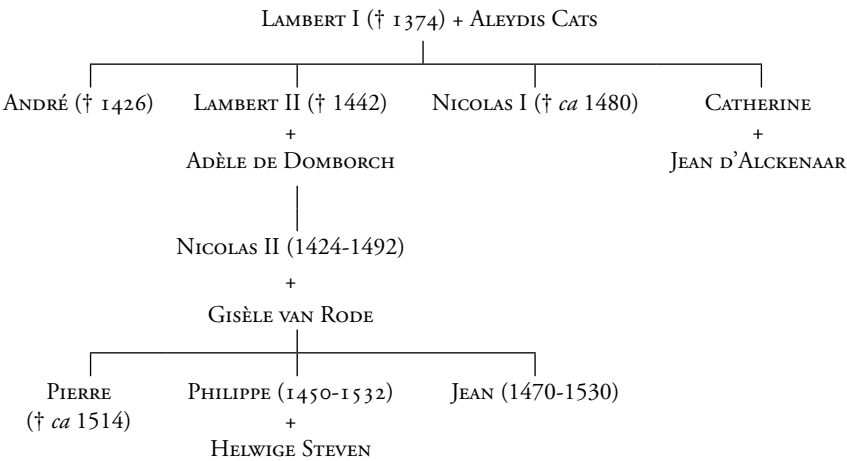 Lambert I († 1374) + Aleydis Cats
André († 1426) Lambert II († 1442) Nicolas I († ca 1480) Catherine
+ +
Adèle de Domborch Jean d'Alckenaar
Nicolas II (1424-1492)
+
Gisèle van Rode
Pierre Philippe (1450-1532) Jean (1470-1530)
(† ca 1514) +
Helwige Steven